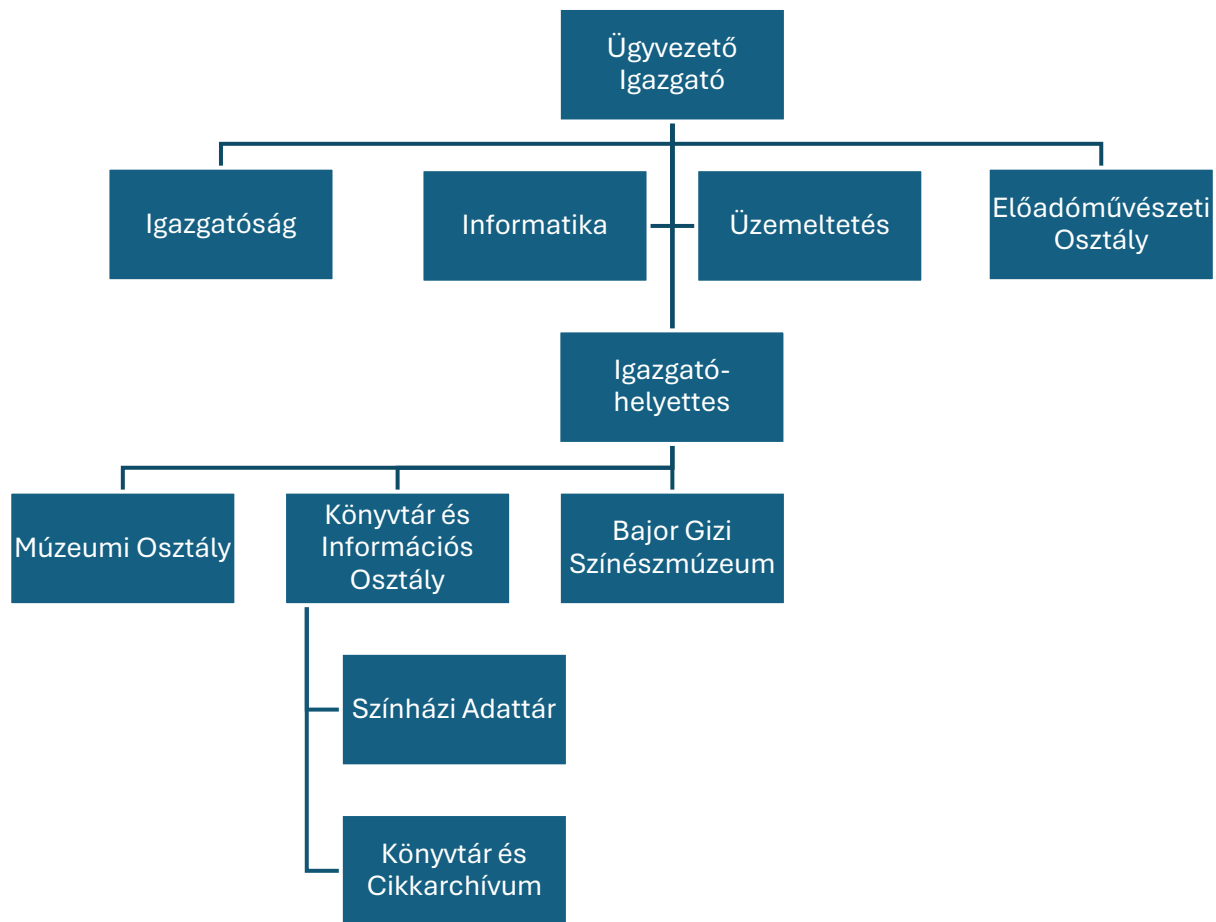 Ügyvezető
Igazgató
Igazgatóság
Informatika
Üzemeltetés
Előadóművészeti
Osztály
Igazgató-
helyettes
Múzeumi Osztály
Könyvtár és
Információs
Osztály
Bajor Gizi
Színészmúzeum
Színházi Adattár
Könyvtár és
Cikkarchívum